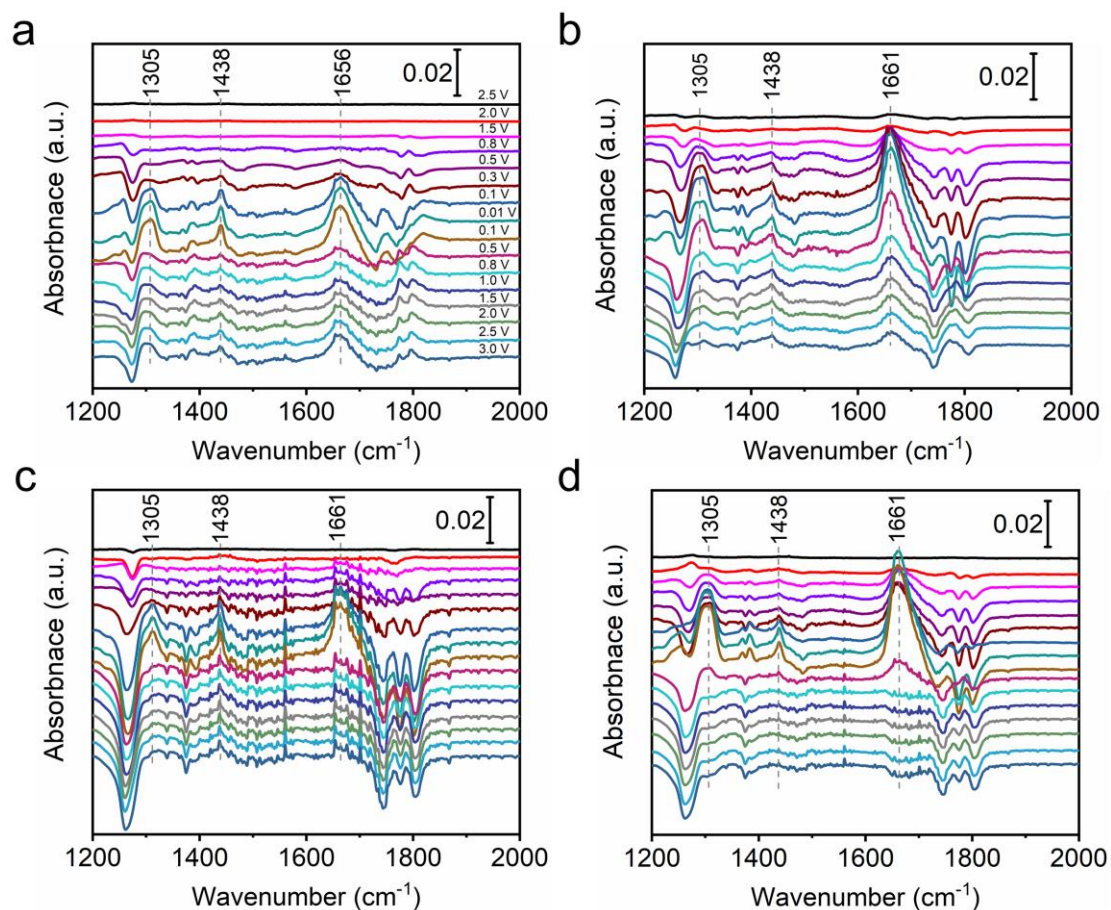 a
1305
1438
1656
0.02
2.5 V
2.0 V
1.5 V
0.8 V
0.5 V
0.3 V
0.1 V
0.01 V
0.1 V
0.5 V
0.8 V
1.0 V
1.5 V
2.0 V
2.5 V
3.0 V
Absorbnace (a.u.)
1200 1400 1600 1800 2000
Wavenumber (cm⁻¹)
b
1305
1438
1661
0.02
Absorbnace (a.u.)
1200 1400 1600 1800 2000
Wavenumber (cm⁻¹)
c
1305
1438
1661
0.02
Absorbnace (a.u.)
1200 1400 1600 1800 2000
Wavenumber (cm⁻¹)
d
1305
1438
1661
0.02
Absorbnace (a.u.)
1200 1400 1600 1800 2000
Wavenumber (cm⁻¹)